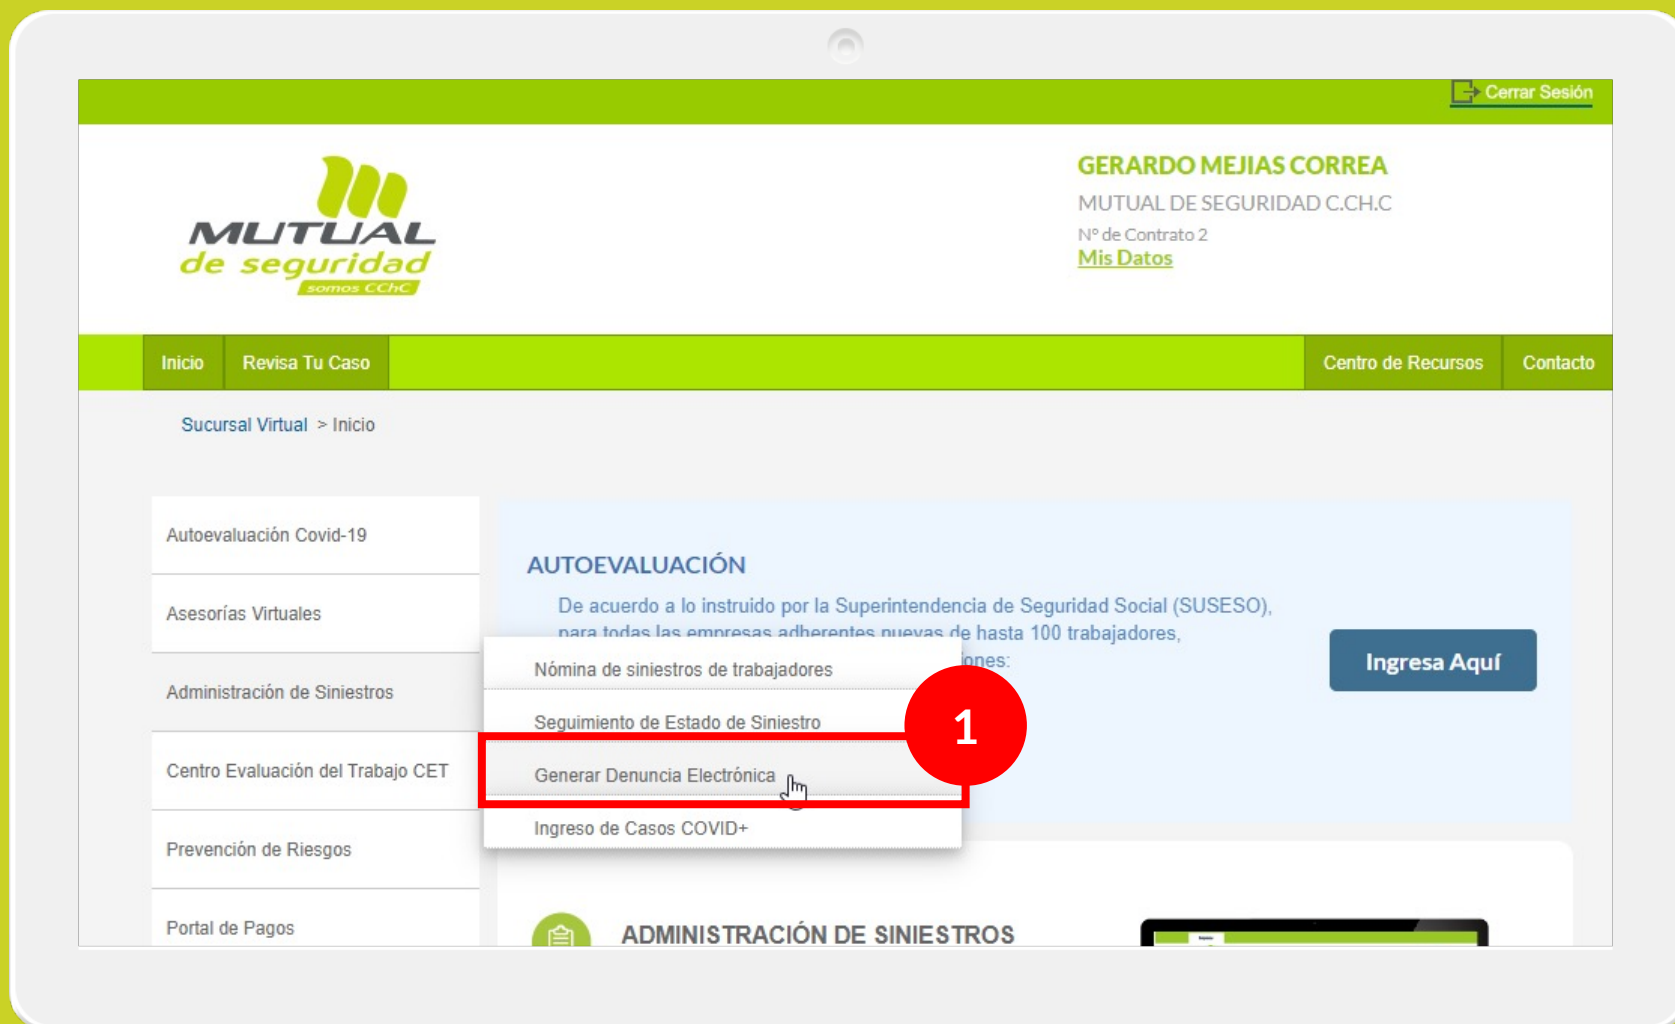 Cerrar Sesión
MUTUAL
de seguridad
somos CChC
GERARDO MEJIAS CORREA
MUTUAL DE SEGURIDAD C.CH.C
Nº de Contrato 2
Mis Datos
Inicio
Revisa Tu Caso
Centro de Recursos
Contacto
Sucursal Virtual > Inicio
Autoevaluación Covid-19
Asesorías Virtuales
Administración de Siniestros
Centro Evaluación del Trabajo CET
Prevención de Riesgos
Portal de Pagos
AUTOEVALUACIÓN
De acuerdo a lo instruido por la Superintendencia de Seguridad Social (SUSESO),
para todas las empresas adherentes nuevas de hasta 100 trabajadores,
Ingresa Aquí
Nómina de siniestros de trabajadores
Seguimiento de Estado de Siniestro
Generar Denuncia Electrónica
Ingreso de Casos COVID+
1
ADMINISTRACIÓN DE SINIESTROS